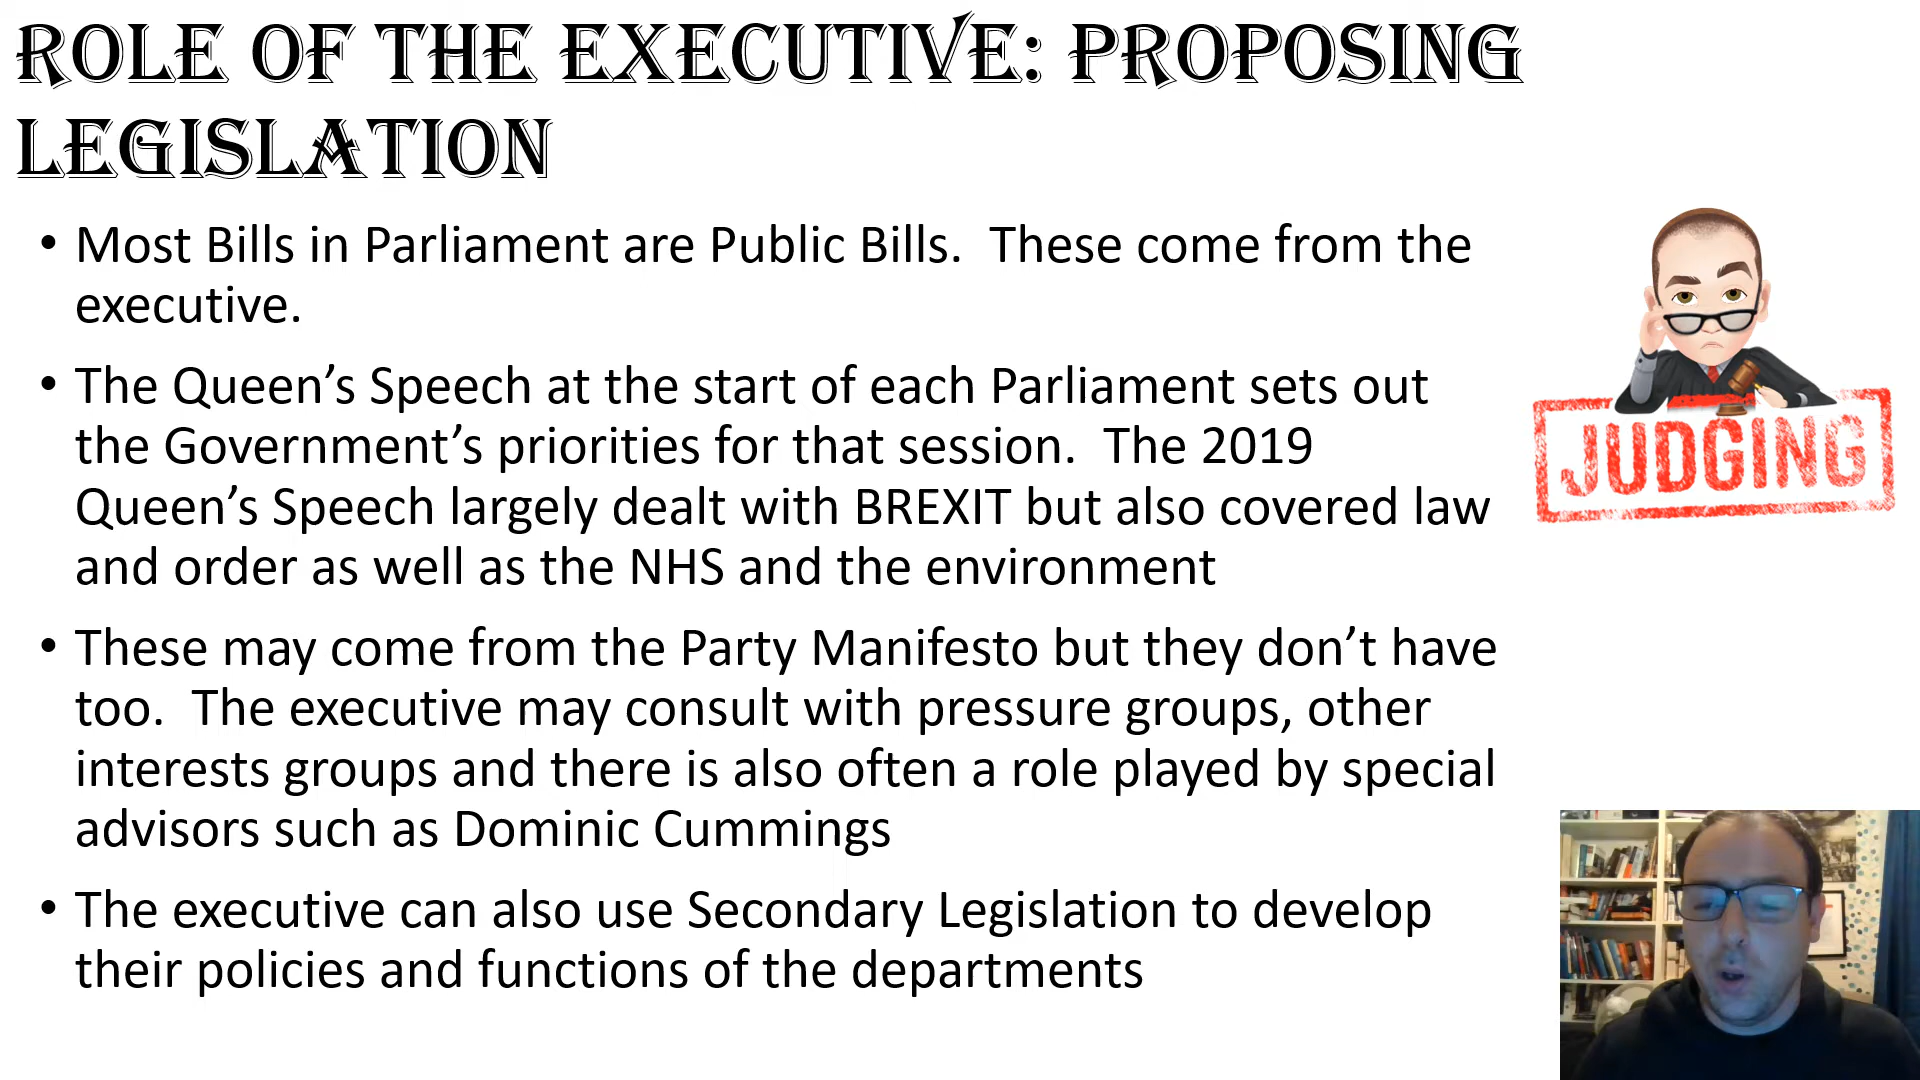 ROLE OF THE EXECUTIVE: PROPOSING
LEGISLATION
• Most Bills in Parliament are Public Bills.  These come from the
executive.
• The Queen’s Speech at the start of each Parliament sets out
the Government’s priorities for that session.  The 2019
Queen’s Speech largely dealt with BREXIT but also covered law
and order as well as the NHS and the environment
• These may come from the Party Manifesto but they don’t have
too.  The executive may consult with pressure groups, other
interests groups and there is also often a role played by special
advisors such as Dominic Cummings
• The executive can also use Secondary Legislation to develop
their policies and functions of the departments
JUDGING